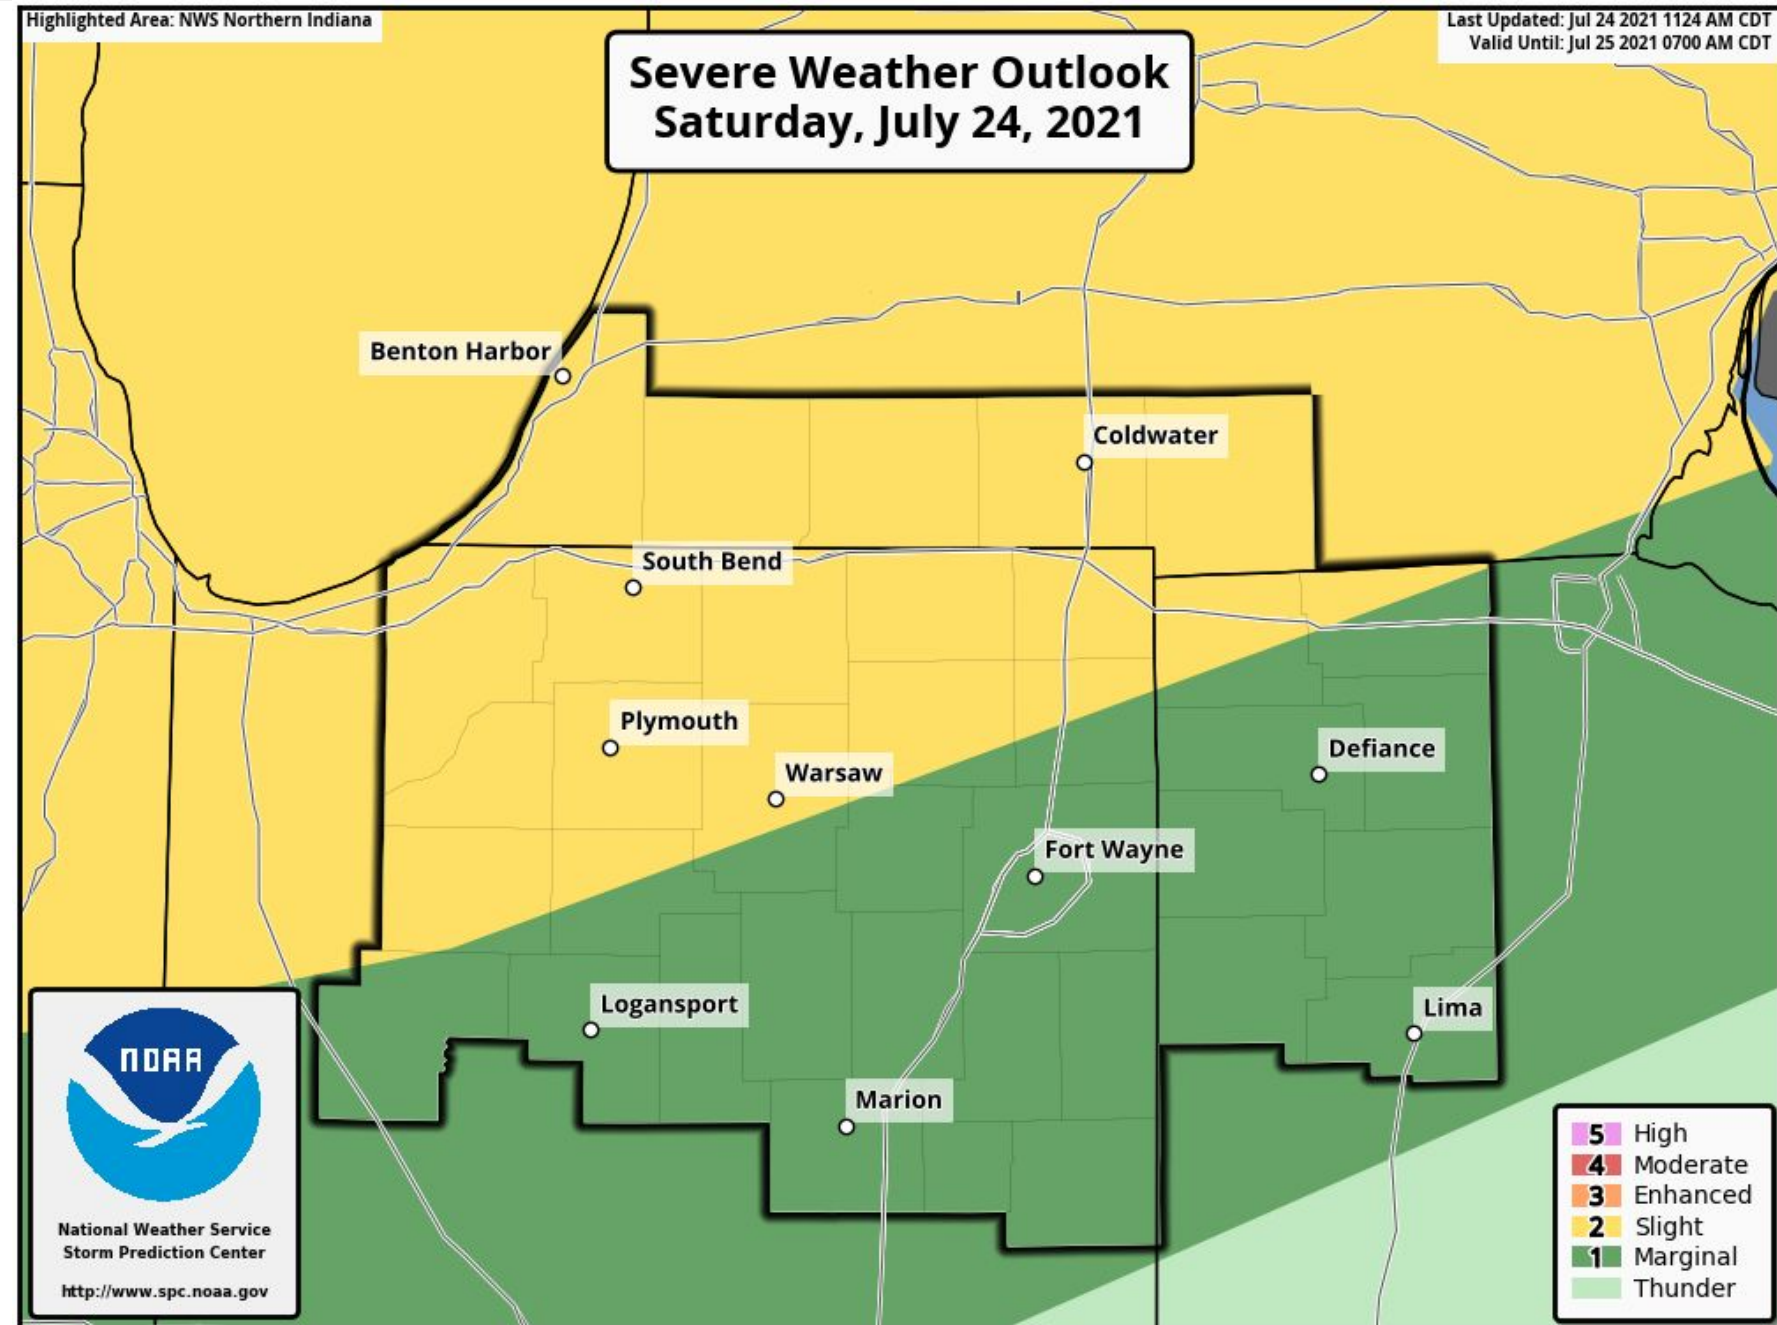 Highlighted Area: NWS Northern Indiana
Last Updated: Jul 24 2021 1124 AM CDT
Valid Until: Jul 25 2021 0700 AM CDT
Severe Weather Outlook
Saturday, July 24, 2021
Benton Harbor
Coldwater
South Bend
Plymouth
Warsaw
Defiance
Fort Wayne
Logansport
Lima
Marion
NOAA
National Weather Service
Storm Prediction Center
http://www.spc.noaa.gov
5 High
4 Moderate
3 Enhanced
2 Slight
1 Marginal
Thunder